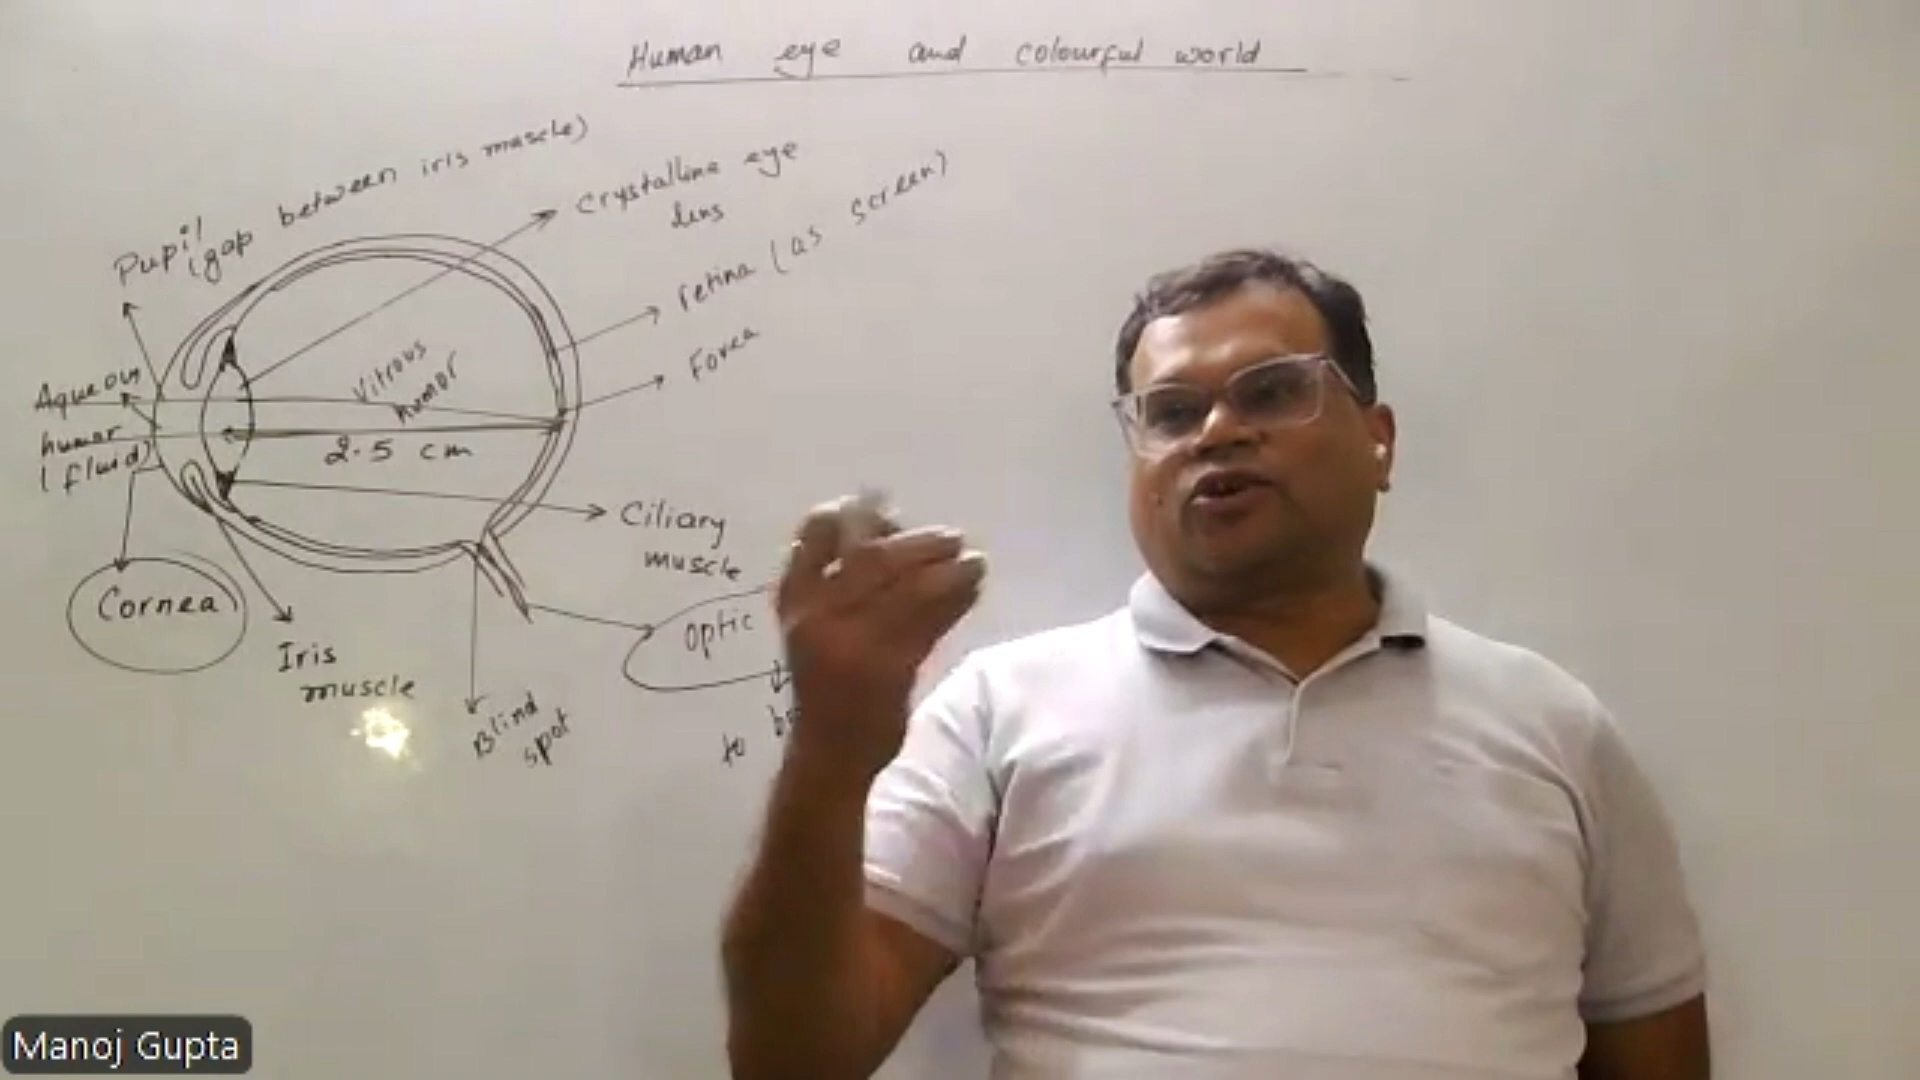 Human eye and colourful world
Pupil
(gap between iris muscle)
Crystalline eye
lens
retina (as screen)
Fovea
Vitrous
humor
2.5 cm
Aqueous
humor
(fluid)
Cornea
Iris
muscle
Blind
spot
Ciliary
muscle
Optic
to
Manoj Gupta